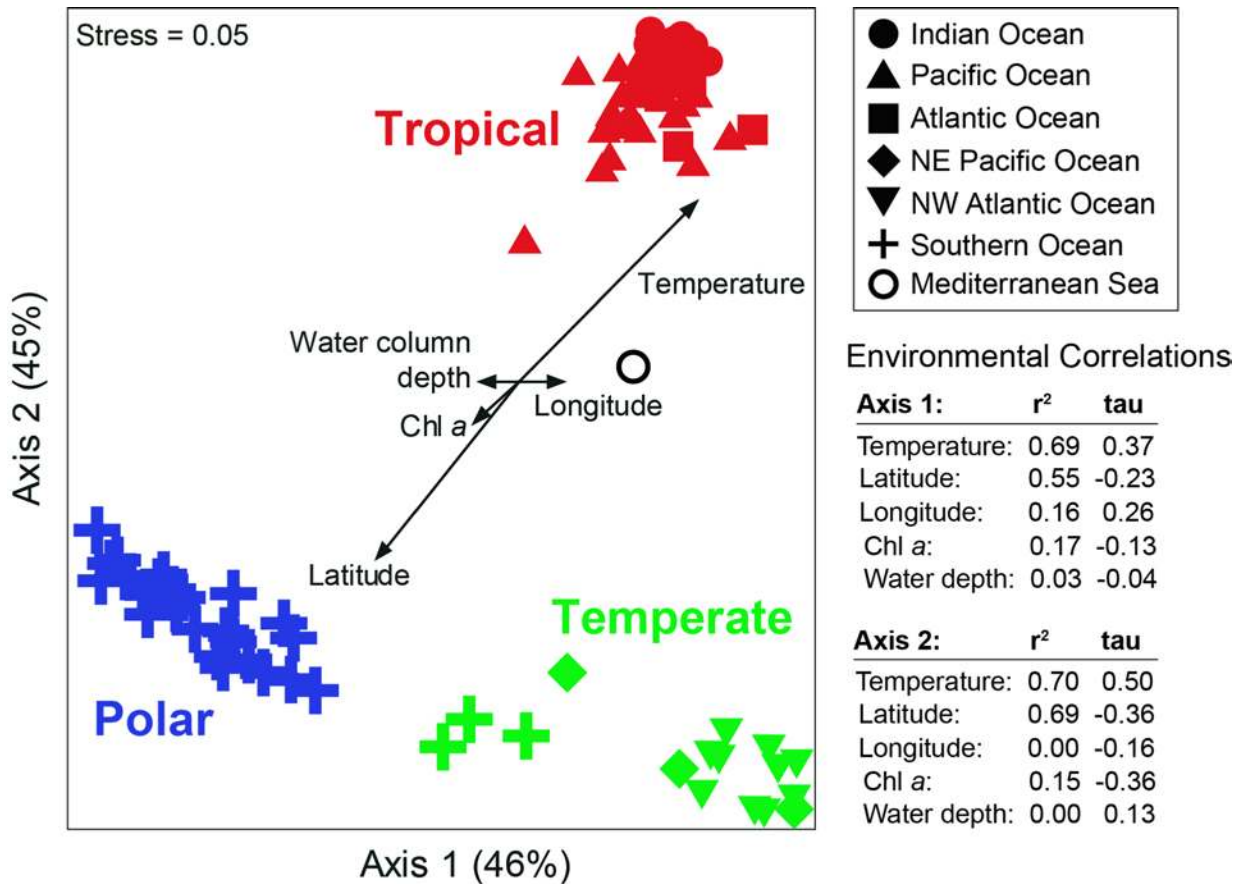 Stress = 0.05
Tropical
Temperature
Water column
depth
Longitude
Chl a
Latitude
Temperate
Polar
Axis 2 (45%)
Axis 1 (46%)
Indian Ocean
Pacific Ocean
Atlantic Ocean
NE Pacific Ocean
NW Atlantic Ocean
Southern Ocean
Mediterranean Sea
Environmental Correlations
Axis 1: r² tau
Temperature: 0.69 0.37
Latitude: 0.55 -0.23
Longitude: 0.16 0.26
Chl a: 0.17 -0.13
Water depth: 0.03 -0.04
Axis 2: r² tau
Temperature: 0.70 0.50
Latitude: 0.69 -0.36
Longitude: 0.00 -0.16
Chl a: 0.15 -0.36
Water depth: 0.00 0.13